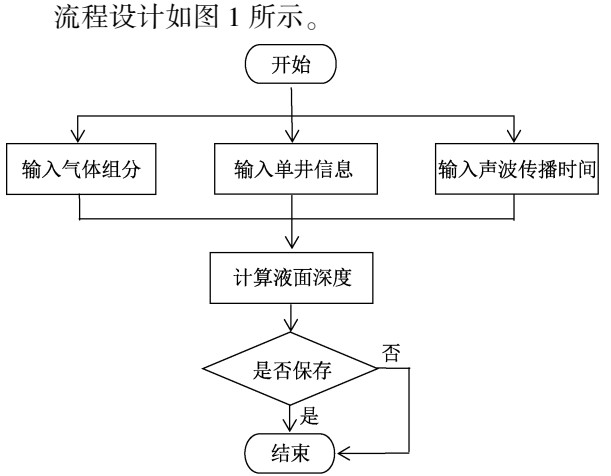 流程设计如图 1 所示。
开始
输入气体组分
输入单井信息
输入声波传播时间
计算液面深度
是否保存
否
是
结束